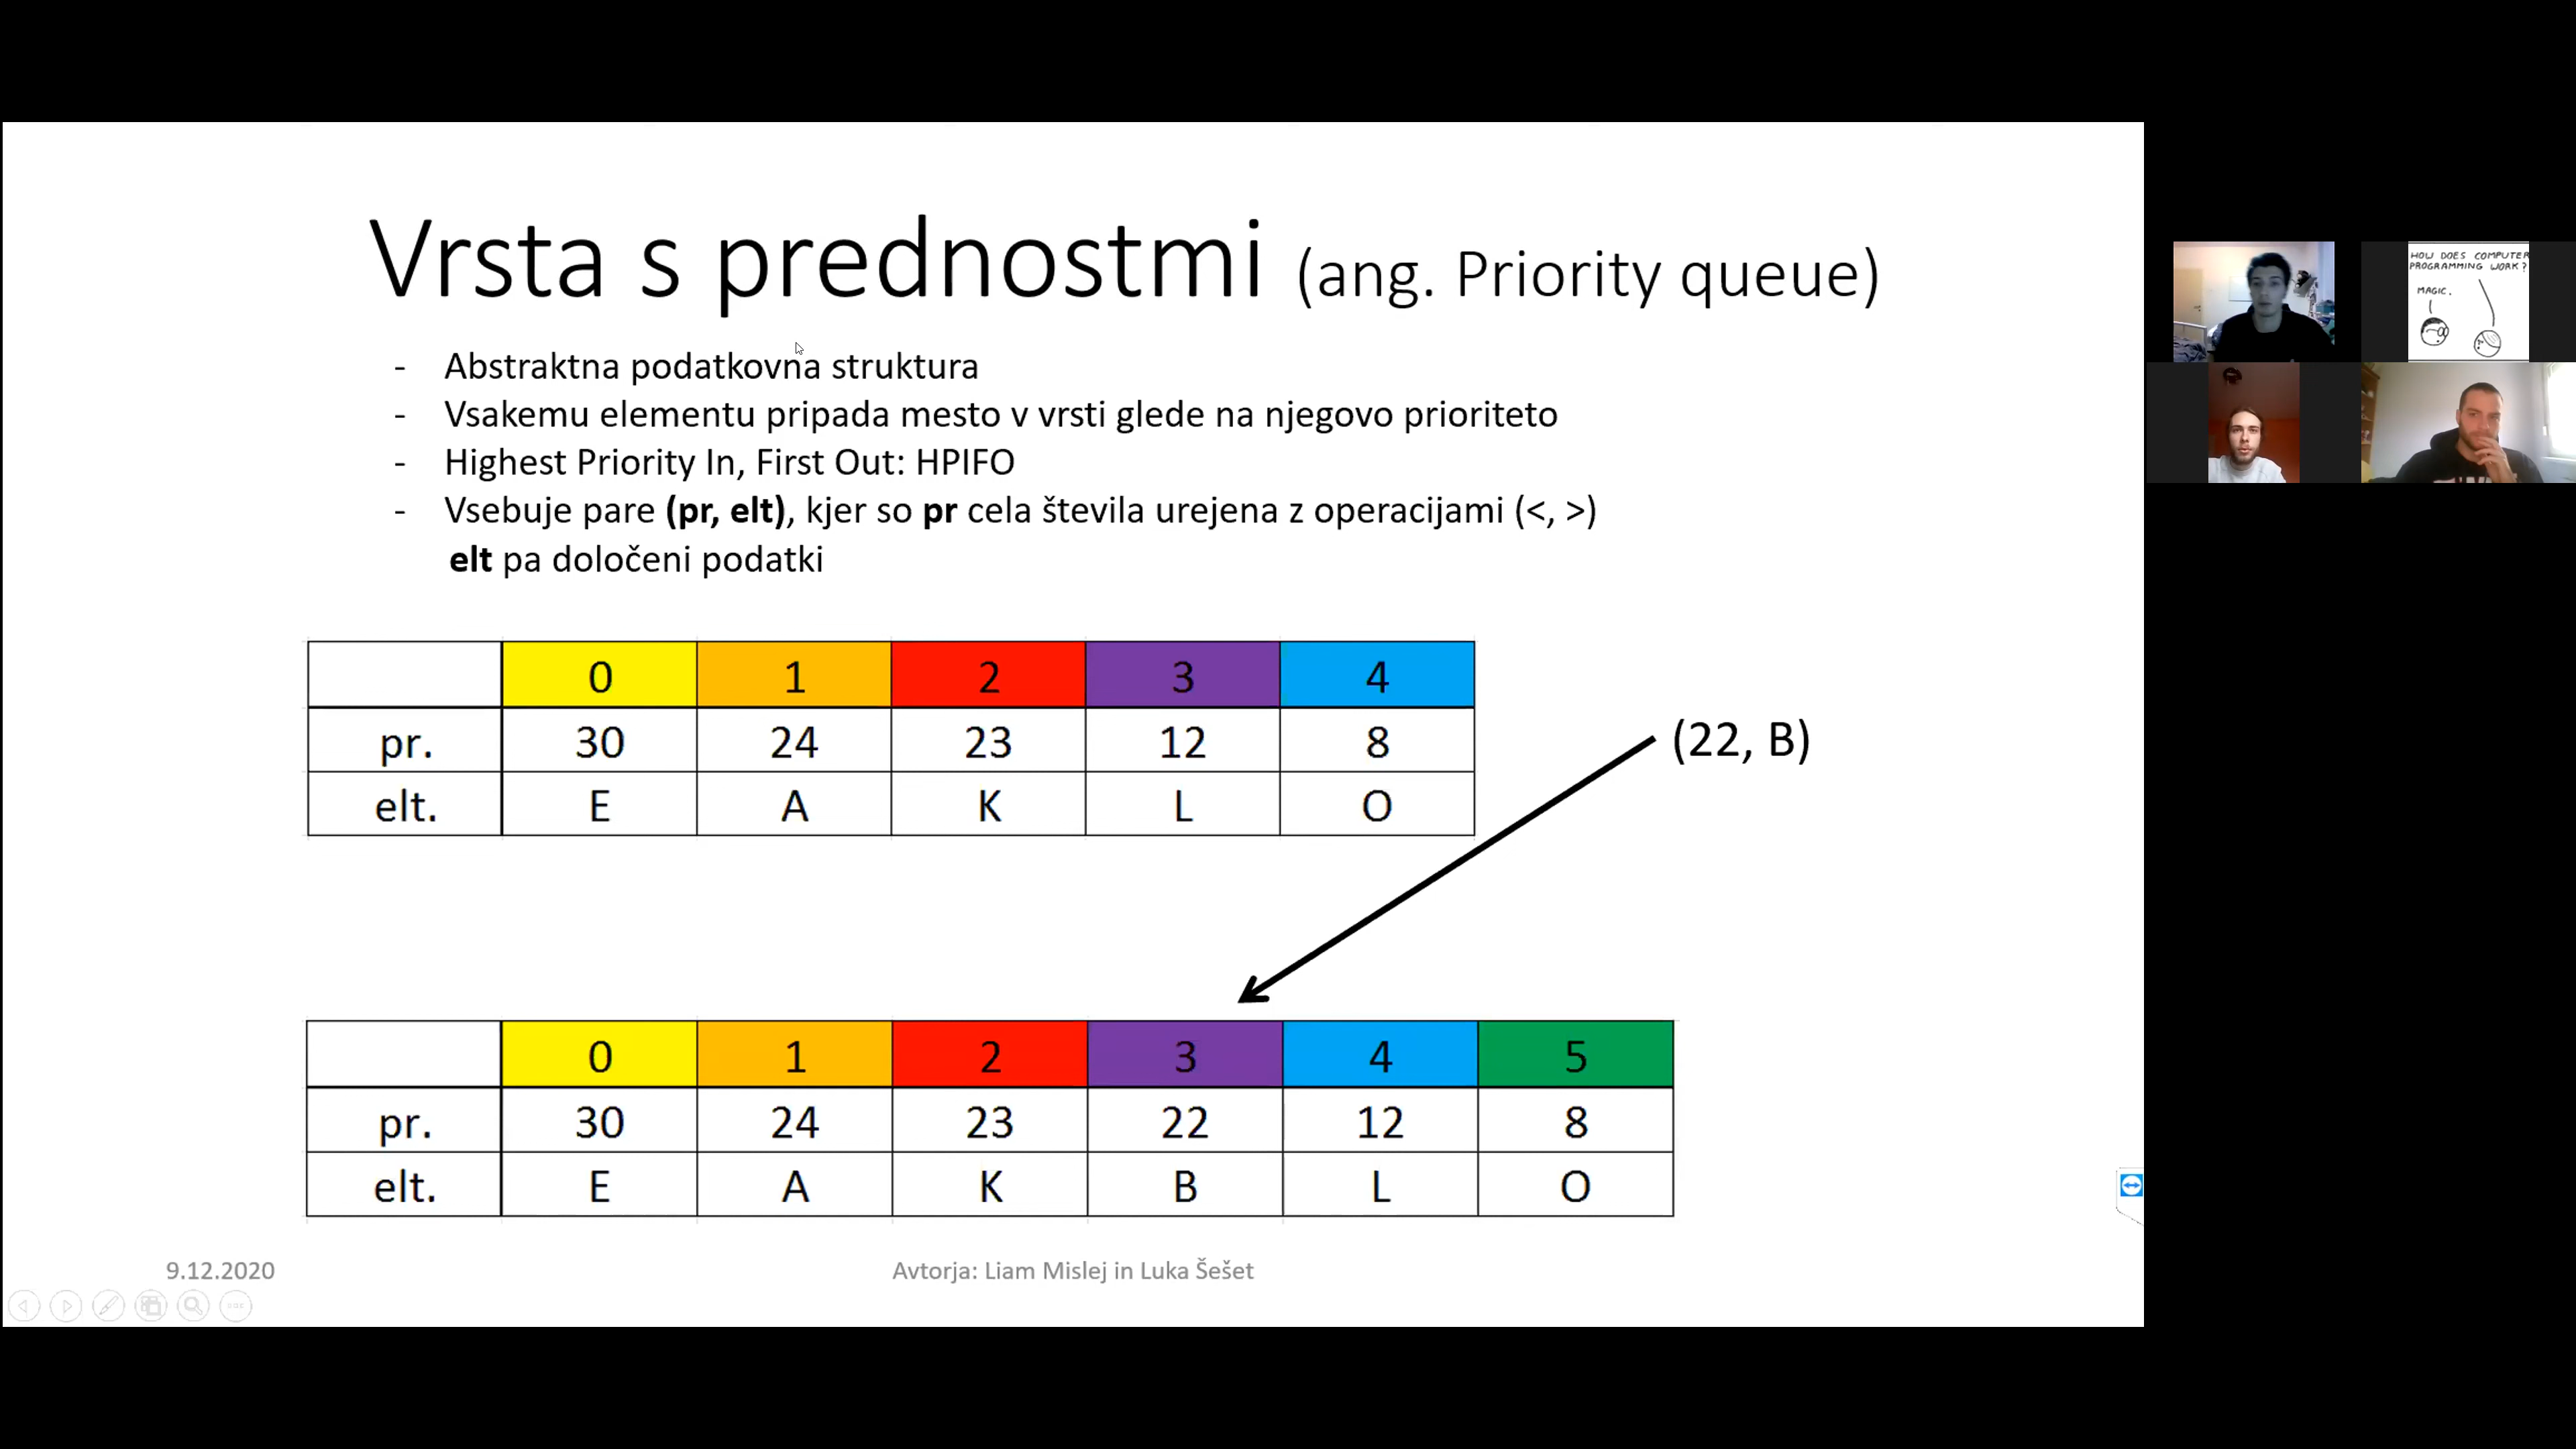 Vrsta s prednostmi (ang. Priority queue)
- Abstraktna podatkovna struktura
- Vsakemu elementu pripada mesto v vrsti glede na njegovo prioriteto
- Highest Priority In, First Out: HPIFO
- Vsebuje pare (pr, elt), kjer so pr cela števila urejena z operacijami (<, >)
elt pa določeni podatki
0 1 2 3 4
pr. 30 24 23 12 8
elt. E A K L O
(22, B)
0 1 2 3 4 5
pr. 30 24 23 22 12 8
elt. E A K B L O
9.12.2020
Avtorja: Liam Mislej in Luka Šešet
HOW DOES COMPUTER
PROGRAMMING WORK?
MAGIC.